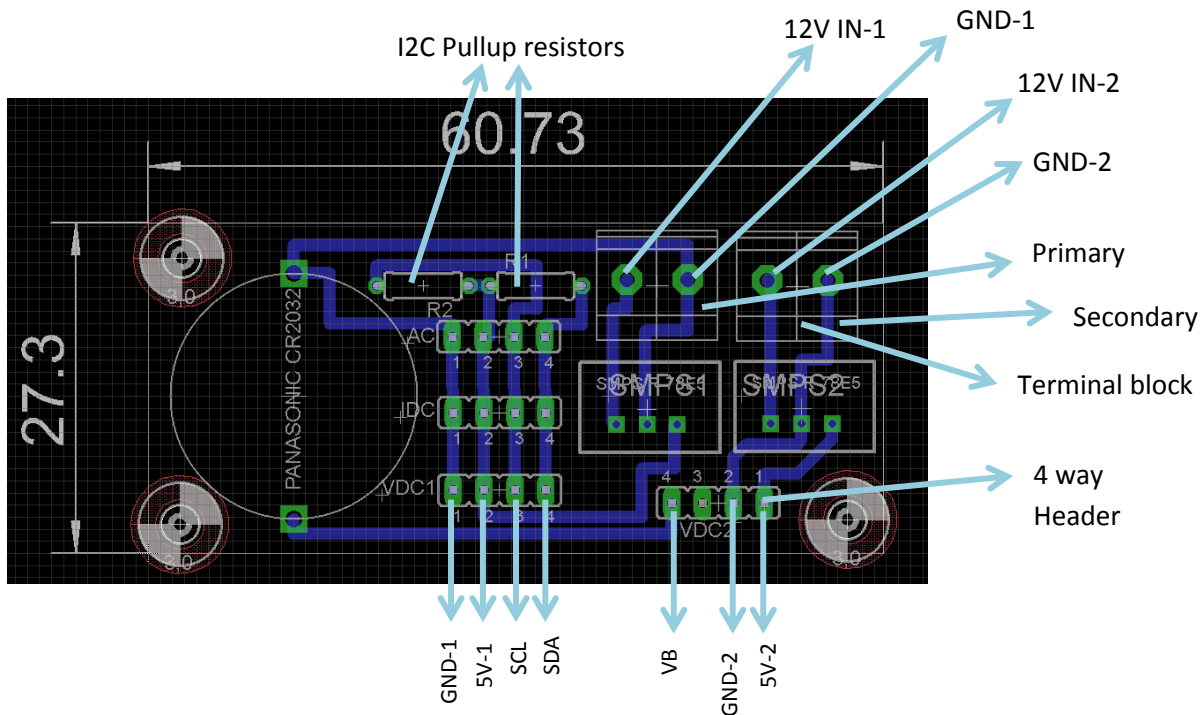 12V IN-1
GND-1
I2C Pullup resistors
12V IN-2
GND-2
60.73
Primary
Secondary
Terminal block
4 way
Header
27.3
3,0
PANASONIC CR2032
R1
R2
AC
1 2 3 4
IDC
1 2 3 4
VDC1
1 2 3 4
SMPS1
SMPS2
4 3 2 1
VDC2
3,0
3,0
GND-1
5V-1
SCL
SDA
VB
GND-2
5V-2